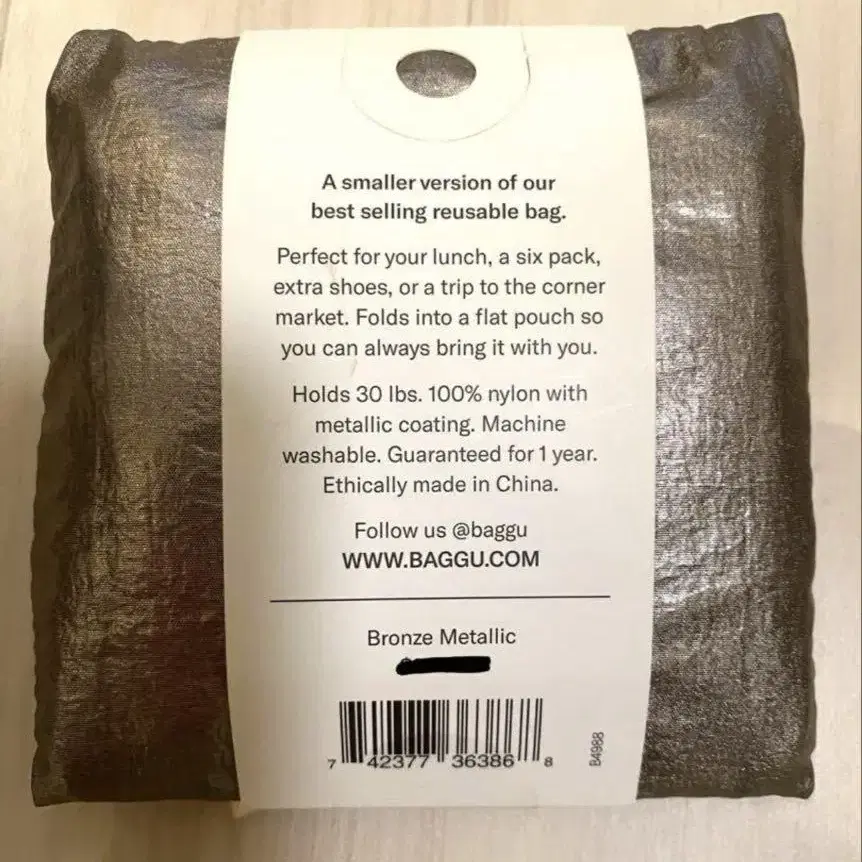 A smaller version of our
best selling reusable bag.
Perfect for your lunch, a six pack,
extra shoes, or a trip to the corner
market. Folds into a flat pouch so
you can always bring it with you.
Holds 30 lbs. 100% nylon with
metallic coating. Machine
washable. Guaranteed for 1 year.
Ethically made in China.
Follow us @baggu
WWW.BAGGU.COM
Bronze Metallic
7 42377 36386 8
B4988